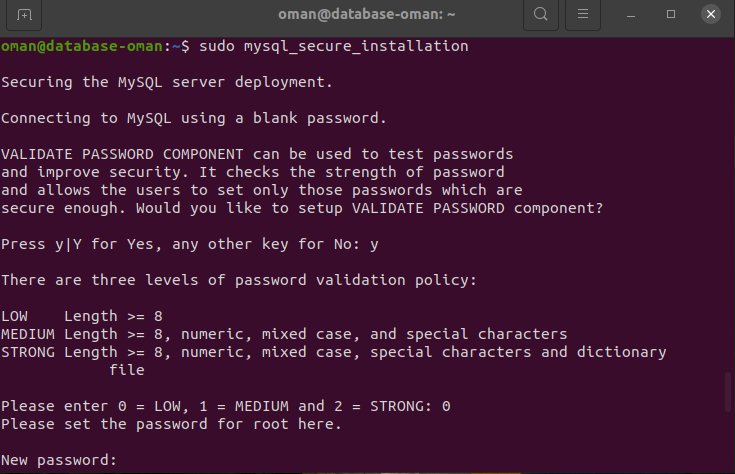 oman@database-oman: ~
oman@database-oman:~$ sudo mysql_secure_installation
Securing the MySQL server deployment.
Connecting to MySQL using a blank password.
VALIDATE PASSWORD COMPONENT can be used to test passwords
and improve security. It checks the strength of password
and allows the users to set only those passwords which are
secure enough. Would you like to setup VALIDATE PASSWORD component?
Press y|Y for Yes, any other key for No: y
There are three levels of password validation policy:
LOW    Length >= 8
MEDIUM Length >= 8, numeric, mixed case, and special characters
STRONG Length >= 8, numeric, mixed case, special characters and dictionary
            file
Please enter 0 = LOW, 1 = MEDIUM and 2 = STRONG: 0
Please set the password for root here.
New password: